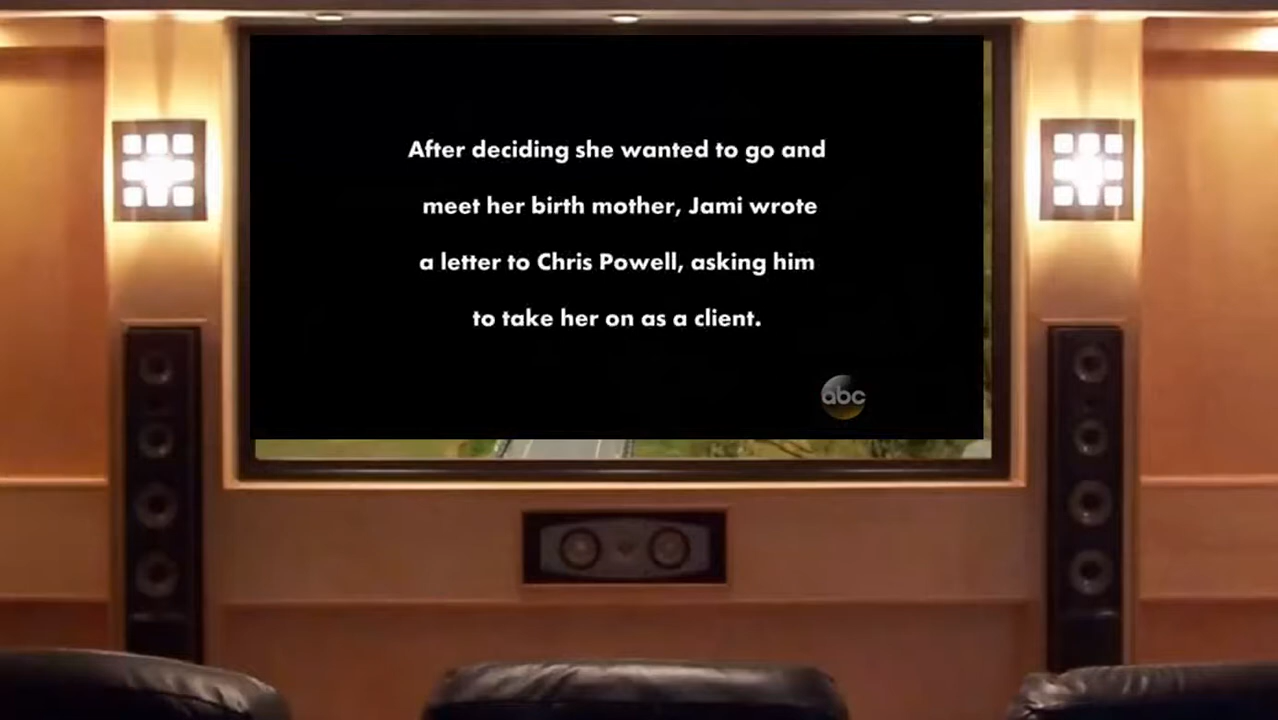 After deciding she wanted to go and
meet her birth mother, Jami wrote
a letter to Chris Powell, asking him
to take her on as a client.
abc